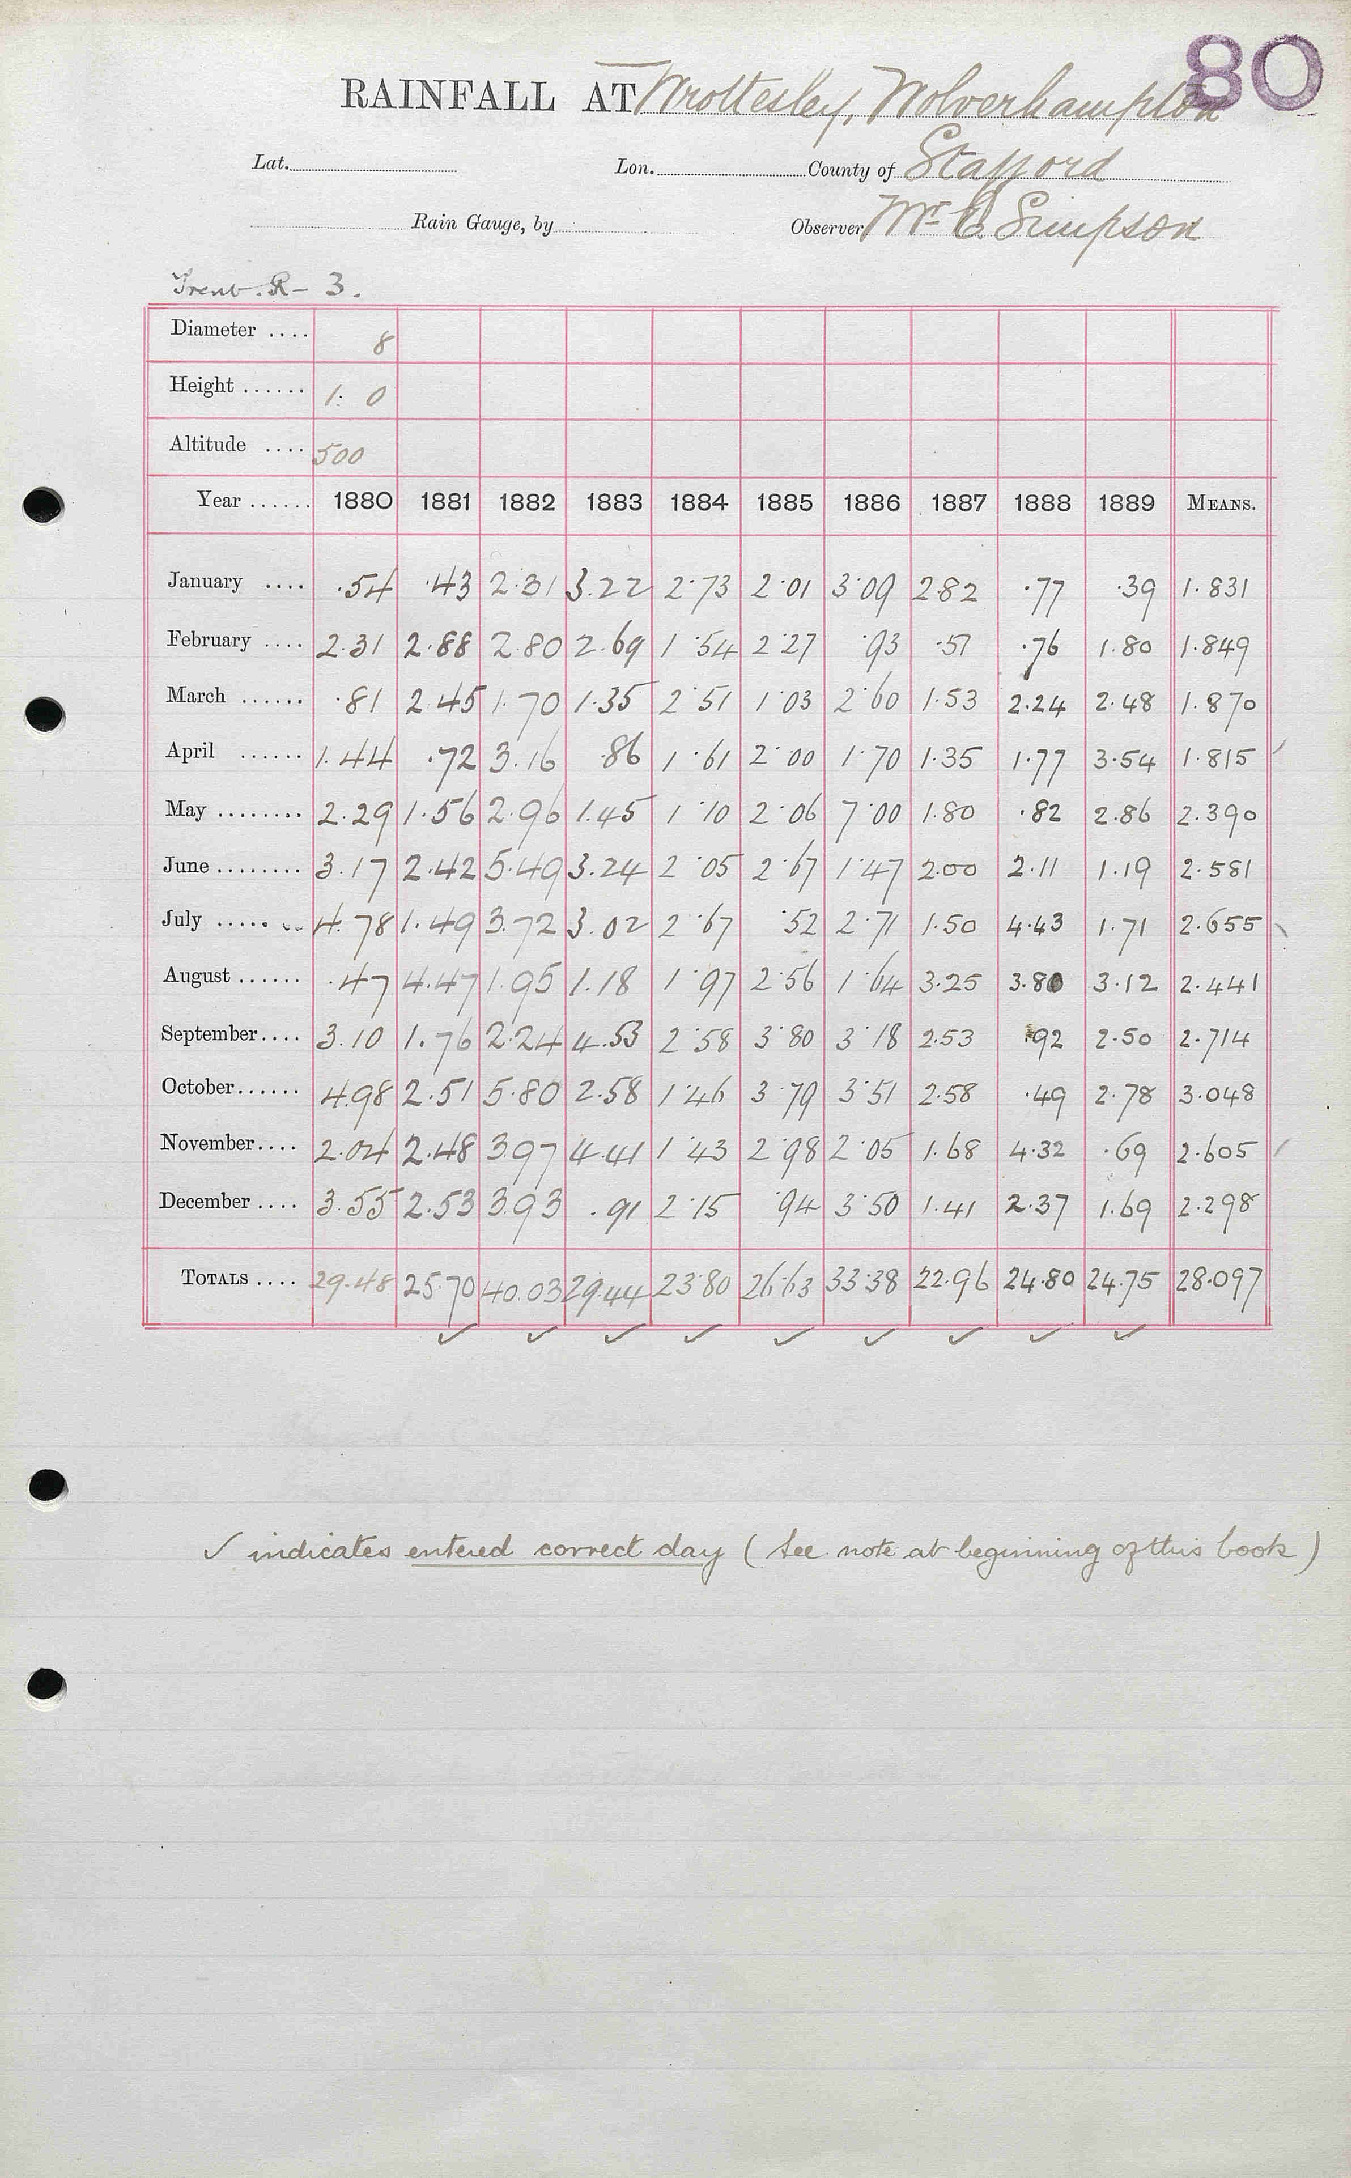 80
RAINFALL AT Wrottesley, Wolverhampton
Lat. Lon. County of Stafford
Rain Gauge, by Observer Mr C. Simpson
Trent. R- 3.
Diameter .... 8
Height ...... 1. 0
Altitude .... 500
Year ...... 1880 1881 1882 1883 1884 1885 1886 1887 1888 1889 MEANS.
January .... .54 .43 2.31 3.22 2.73 2.01 3.09 2.82 .77 .39 1.831
February .... 2.31 2.88 2.80 2.69 1.54 2.27 .93 .51 .76 1.80 1.849
March ...... .81 2.45 1.70 1.35 2.51 1.03 2.60 1.53 2.24 2.48 1.870
April ...... 1.44 .72 3.16 .86 1.61 2.00 1.70 1.35 1.77 3.54 1.815
May ........ 2.29 1.56 2.96 1.45 1.10 2.06 7.00 1.80 .82 2.86 2.390
June ........ 3.17 2.42 5.49 3.24 2.05 2.67 1.47 2.00 2.11 1.19 2.581
July ........ 4.78 1.49 3.72 3.02 2.67 .52 2.71 1.50 4.43 1.71 2.655
August ...... .47 4.47 1.95 1.18 1.97 2.56 1.64 3.25 3.80 3.12 2.441
September .... 3.10 1.76 2.24 4.53 2.58 3.80 3.18 2.53 .92 2.50 2.714
October ...... 4.98 2.51 5.80 2.58 1.46 3.79 3.51 2.58 .49 2.78 3.048
November .... 2.04 2.48 3.97 4.41 1.43 2.98 2.05 1.68 4.32 .69 2.605
December .... 3.55 2.53 3.93 .91 2.15 .94 3.50 1.41 2.37 1.69 2.298
TOTALS .... 29.48 25.70 40.03 29.44 23.80 26.63 33.38 22.96 24.80 24.75 28.097
✓ ✓ ✓ ✓ ✓ ✓ ✓ ✓ ✓
✓ indicates entered correct day (See note at beginning of this book)